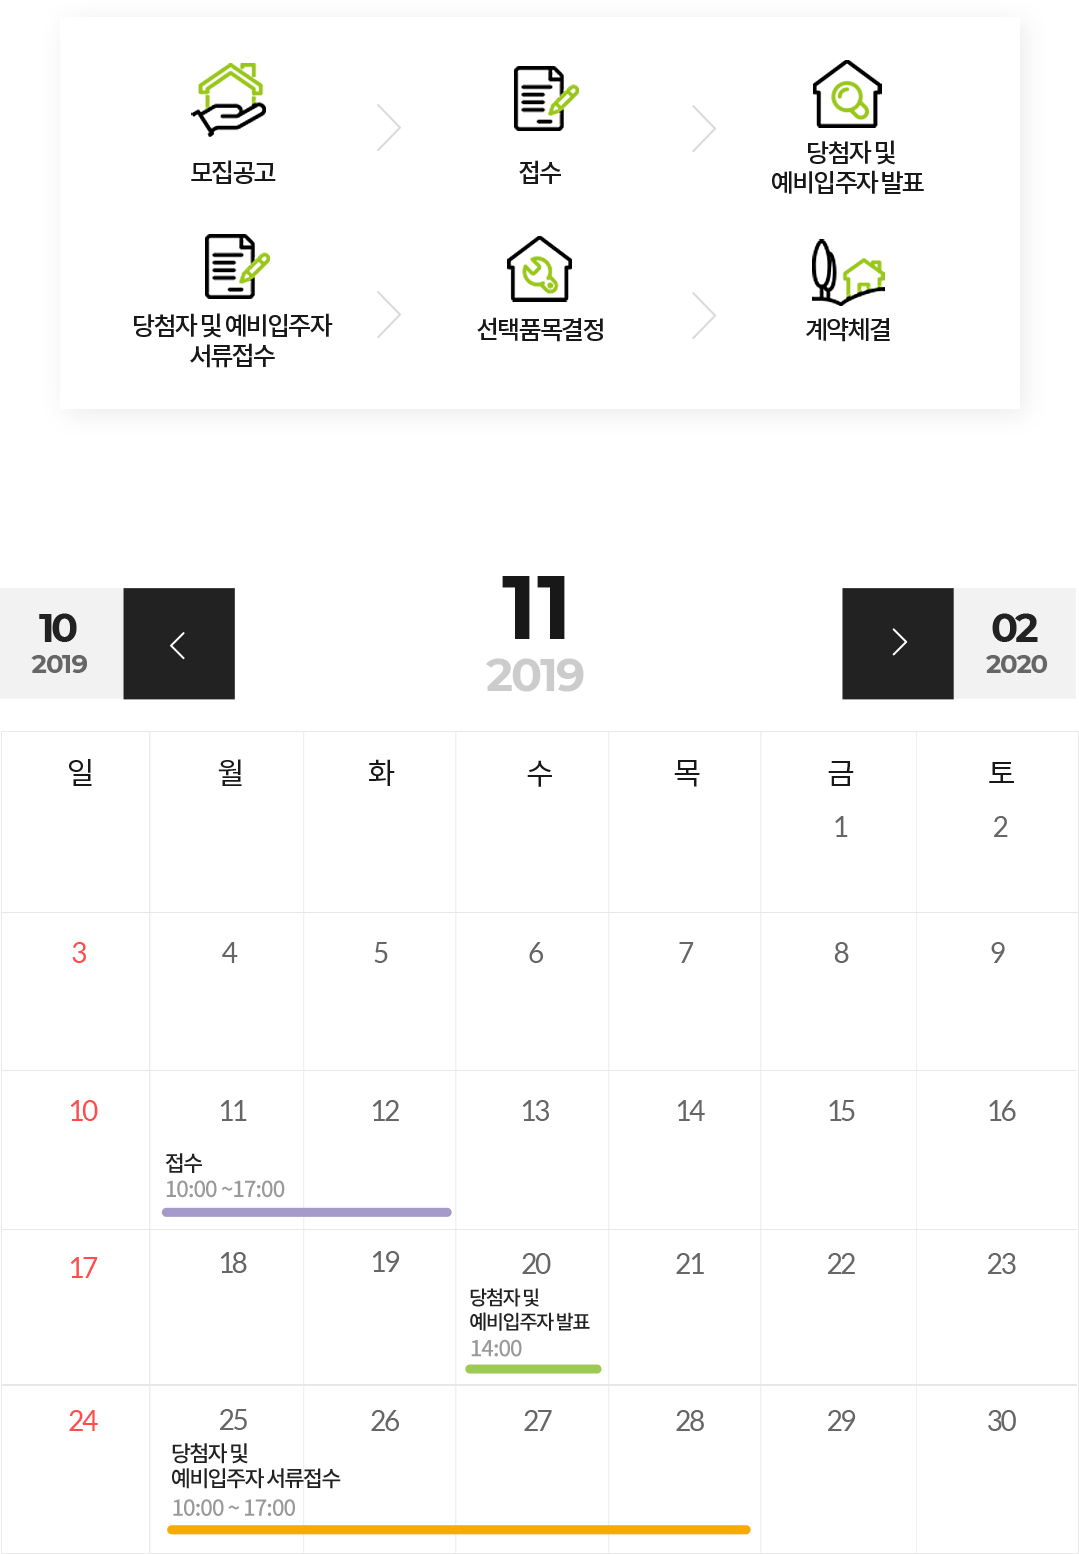 모집공고
접수
당첨자 및
예비입주자 발표
당첨자 및 예비입주자
서류접수
선택품목결정
계약체결
10
2019
11
2019
02
2020
일 월 화 수 목 금 토
1 2
3 4 5 6 7 8 9
10 11 12 13 14 15 16
접수
10:00 ~17:00
17 18 19 20 21 22 23
당첨자 및
예비입주자 발표
14:00
24 25 26 27 28 29 30
당첨자 및
예비입주자 서류접수
10:00 ~ 17:00